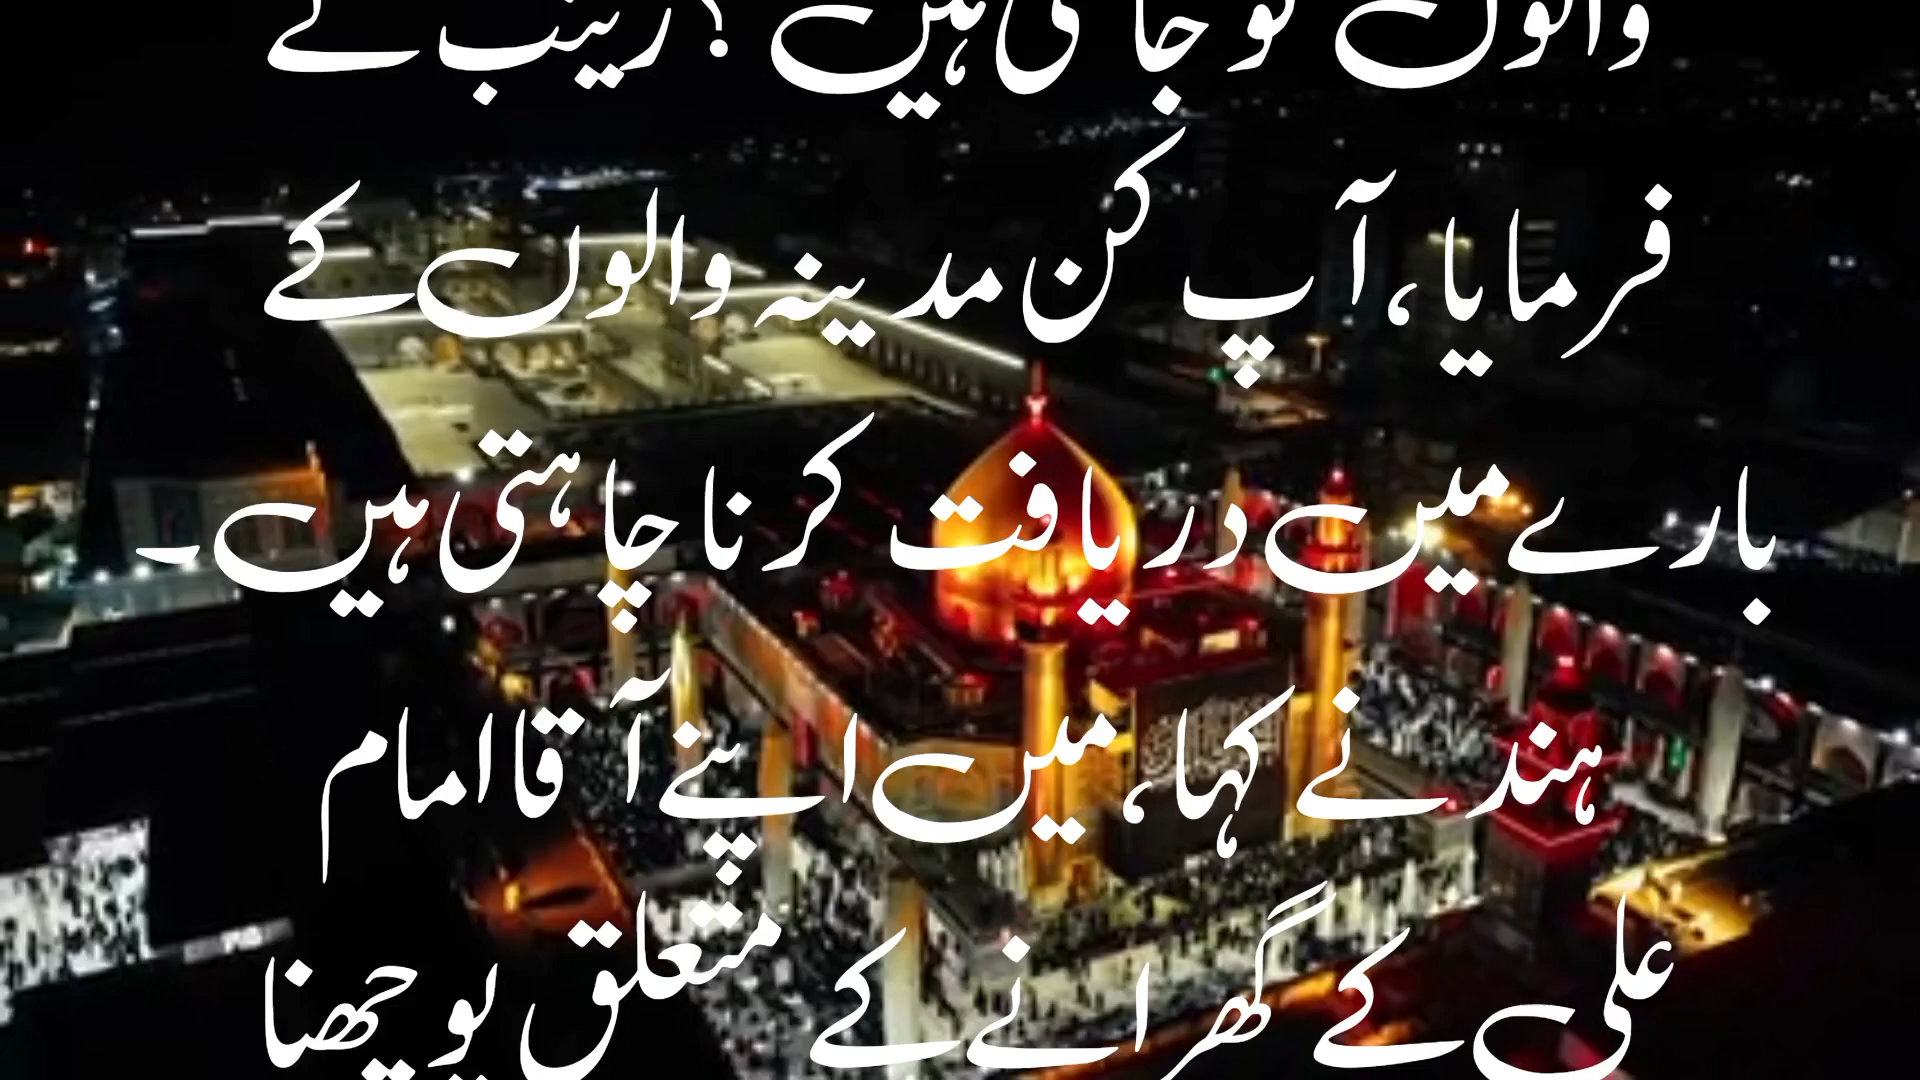 والوں کو جانتی ہیں ؟ زینب نے
فرمایا، آپ کن مدینہ والوں کے
بارے میں دریافت کرنا چاہتی ہیں۔
ہند نے کہا، میں اپنے آقا امام
علی کے گھرانے کے متعلق پوچھنا